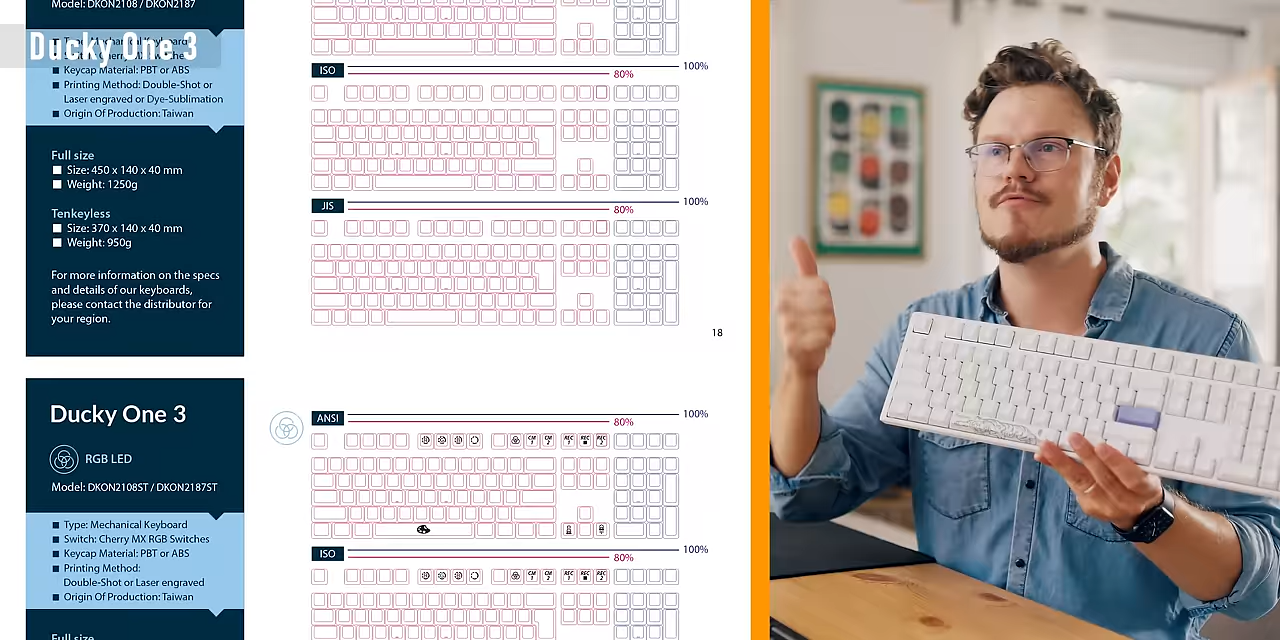 Model: DKON2108 / DKON2187
Ducky One 3
Keycap Material: PBT or ABS
Printing Method: Double-Shot or
Laser engraved or Dye-Sublimation
Origin Of Production: Taiwan
Full size
Size: 450 x 140 x 40 mm
Weight: 1250g
Tenkeyless
Size: 370 x 140 x 40 mm
Weight: 950g
For more information on the specs
and details of our keyboards,
please contact the distributor for
your region.
ISO
100%
80%
JIS
100%
80%
18
Ducky One 3
RGB LED
Model: DKON2108ST / DKON2187ST
Type: Mechanical Keyboard
Switch: Cherry MX RGB Switches
Keycap Material: PBT or ABS
Printing Method:
Double-Shot or Laser engraved
Origin Of Production: Taiwan
Full size
ANSI
100%
80%
ISO
100%
80%